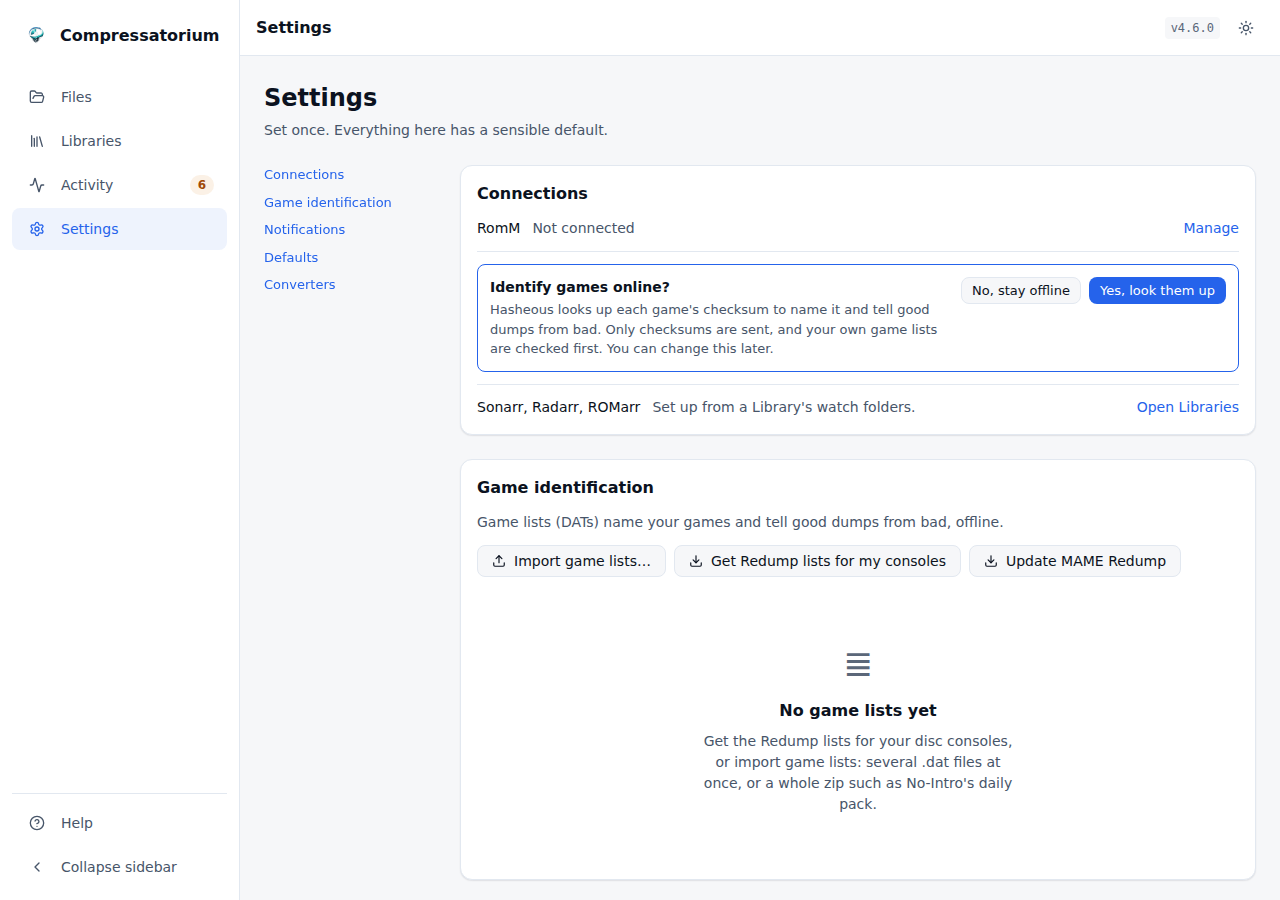 Compressatorium
Files
Libraries
Activity
6
Settings
Help
Collapse sidebar
Settings
v4.6.0
Settings
Set once. Everything here has a sensible default.
Connections
Game identification
Notifications
Defaults
Converters
Connections
RomM Not connected
Manage
Identify games online?
Hasheous looks up each game's checksum to name it and tell good
dumps from bad. Only checksums are sent, and your own game lists
are checked first. You can change this later.
No, stay offline
Yes, look them up
Sonarr, Radarr, ROMarr Set up from a Library's watch folders.
Open Libraries
Game identification
Game lists (DATs) name your games and tell good dumps from bad, offline.
Import game lists…
Get Redump lists for my consoles
Update MAME Redump
No game lists yet
Get the Redump lists for your disc consoles,
or import game lists: several .dat files at
once, or a whole zip such as No-Intro's daily
pack.